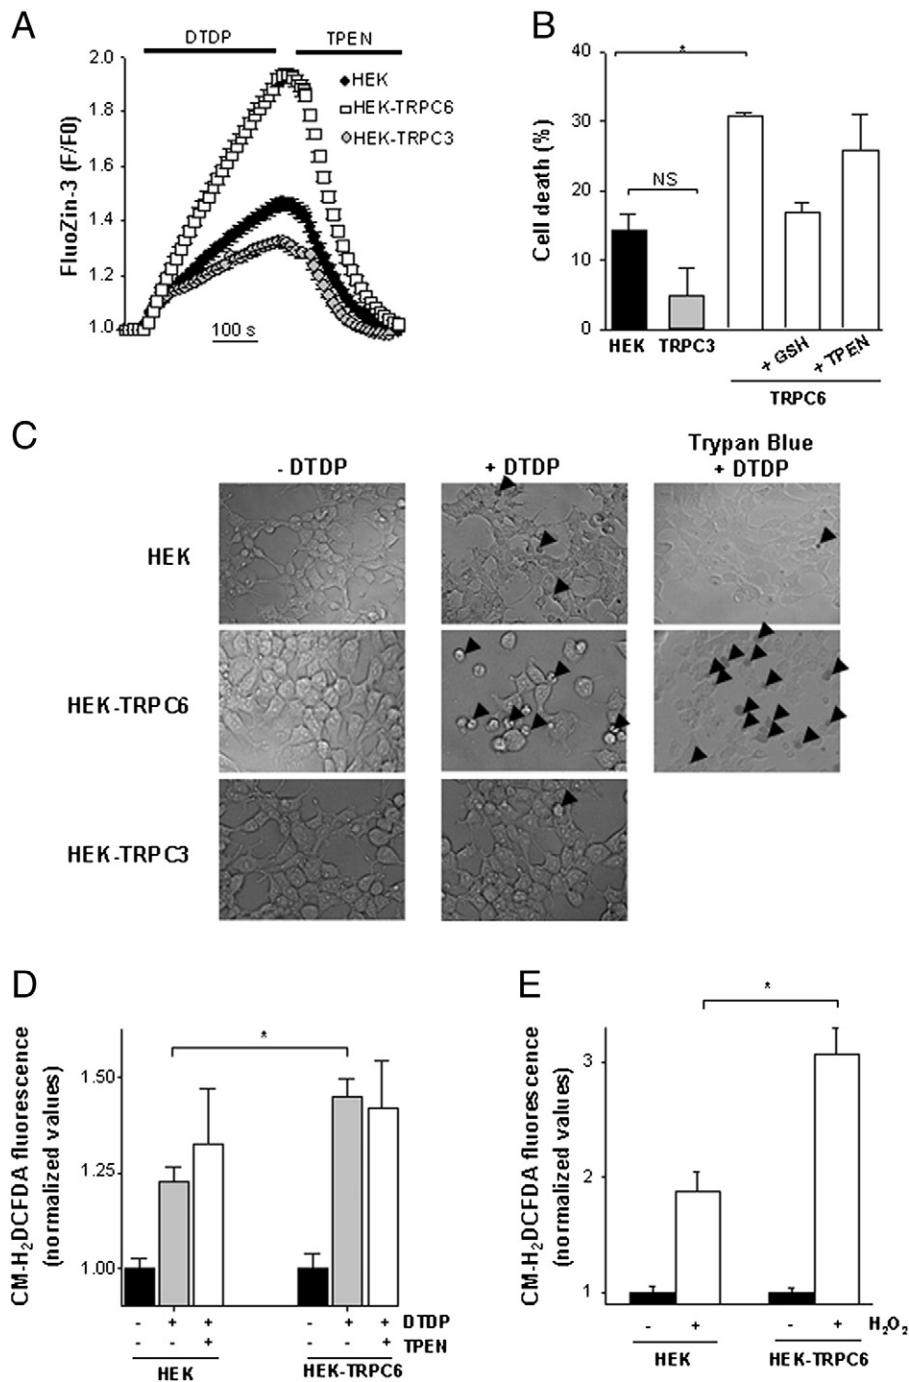 A
DTDP TPEN
2.0
1.8
1.6
1.4
1.2
1.0
FluoZin-3 (F/F0)
HEK
HEK-TRPC6
HEK-TRPC3
100 s
B
40
30
20
10
0
Cell death (%)
*
NS
HEK TRPC3 + GSH + TPEN
TRPC6
C
- DTDP + DTDP Trypan Blue
+ DTDP
HEK
HEK-TRPC6
HEK-TRPC3
D
CM-H₂DCFDA fluorescence
(normalized values)
1.50
1.25
1.00
*
- + + - + + DTDP
- - + - - + TPEN
HEK HEK-TRPC6
E
CM-H₂DCFDA fluorescence
(normalized values)
3
2
1
*
- + - + H₂O₂
HEK HEK-TRPC6